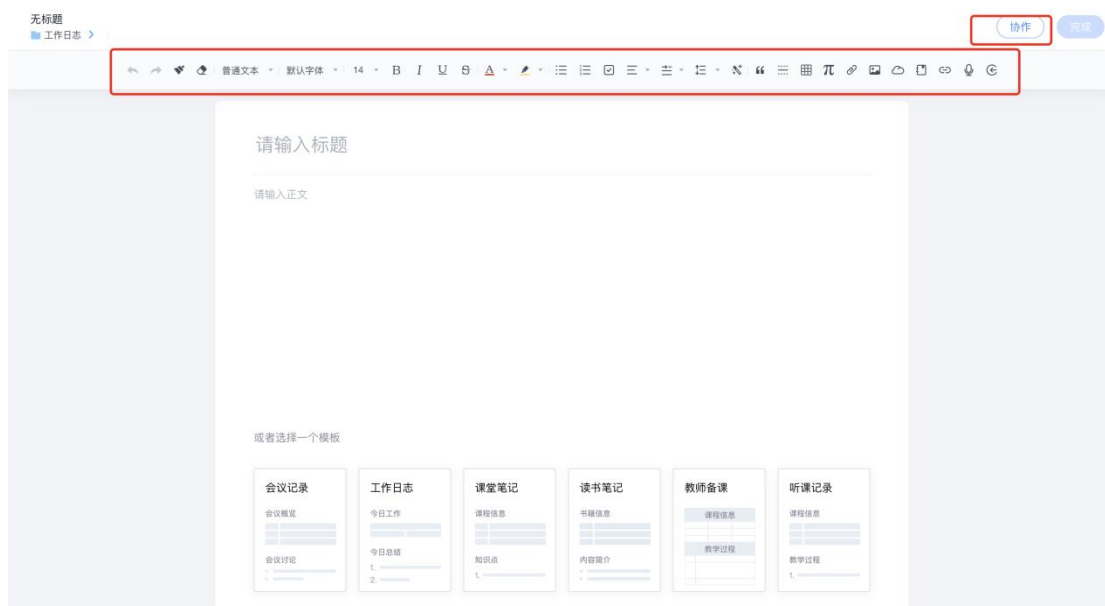 无标题
工作日志
协作
完成
普通文本 默认字体 14 B I U S A
请输入标题
请输入正文
或者选择一个模板
会议记录 工作日志 课堂笔记 读书笔记 教师备课 听课记录
会议概览 今日工作 课程信息 书籍信息 课程信息 课程信息
会议讨论 今日总结 知识点 内容简介 教学过程 教学过程
1. 1. 1.
2.